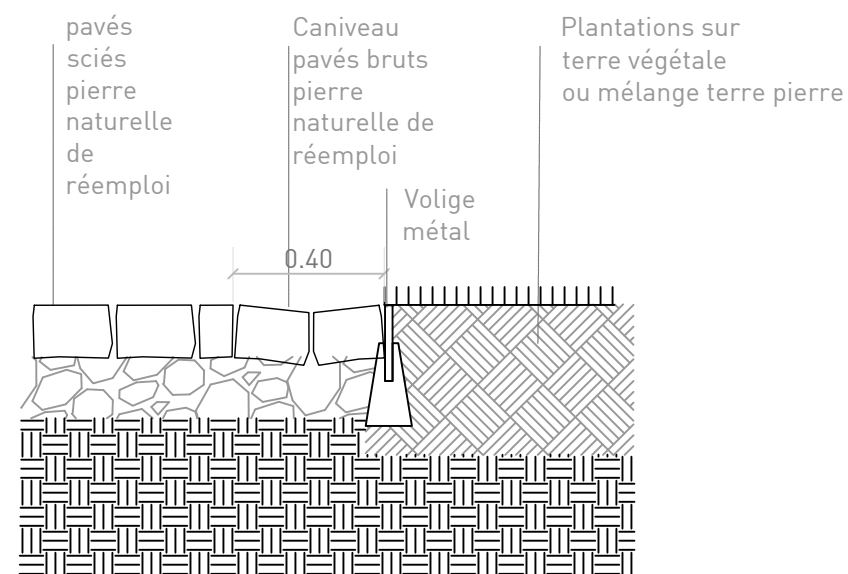 pavés
sciés
pierre
naturelle
de
réemploi
Caniveau
pavés bruts
pierre
naturelle de
réemploi
Volige
métal
Plantations sur
terre végétale
ou mélange terre pierre
0.40